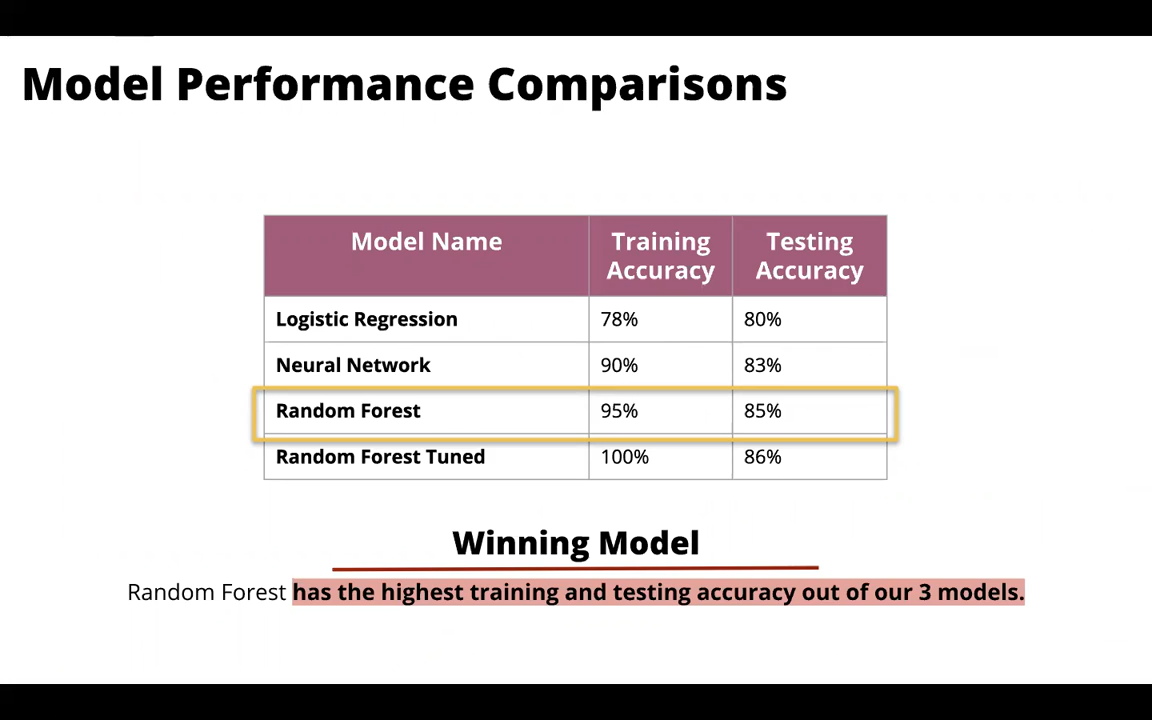 Model Performance Comparisons
Model Name
Training
Accuracy
Testing
Accuracy
Logistic Regression 78% 80%
Neural Network 90% 83%
Random Forest 95% 85%
Random Forest Tuned 100% 86%
Winning Model
Random Forest has the highest training and testing accuracy out of our 3 models.